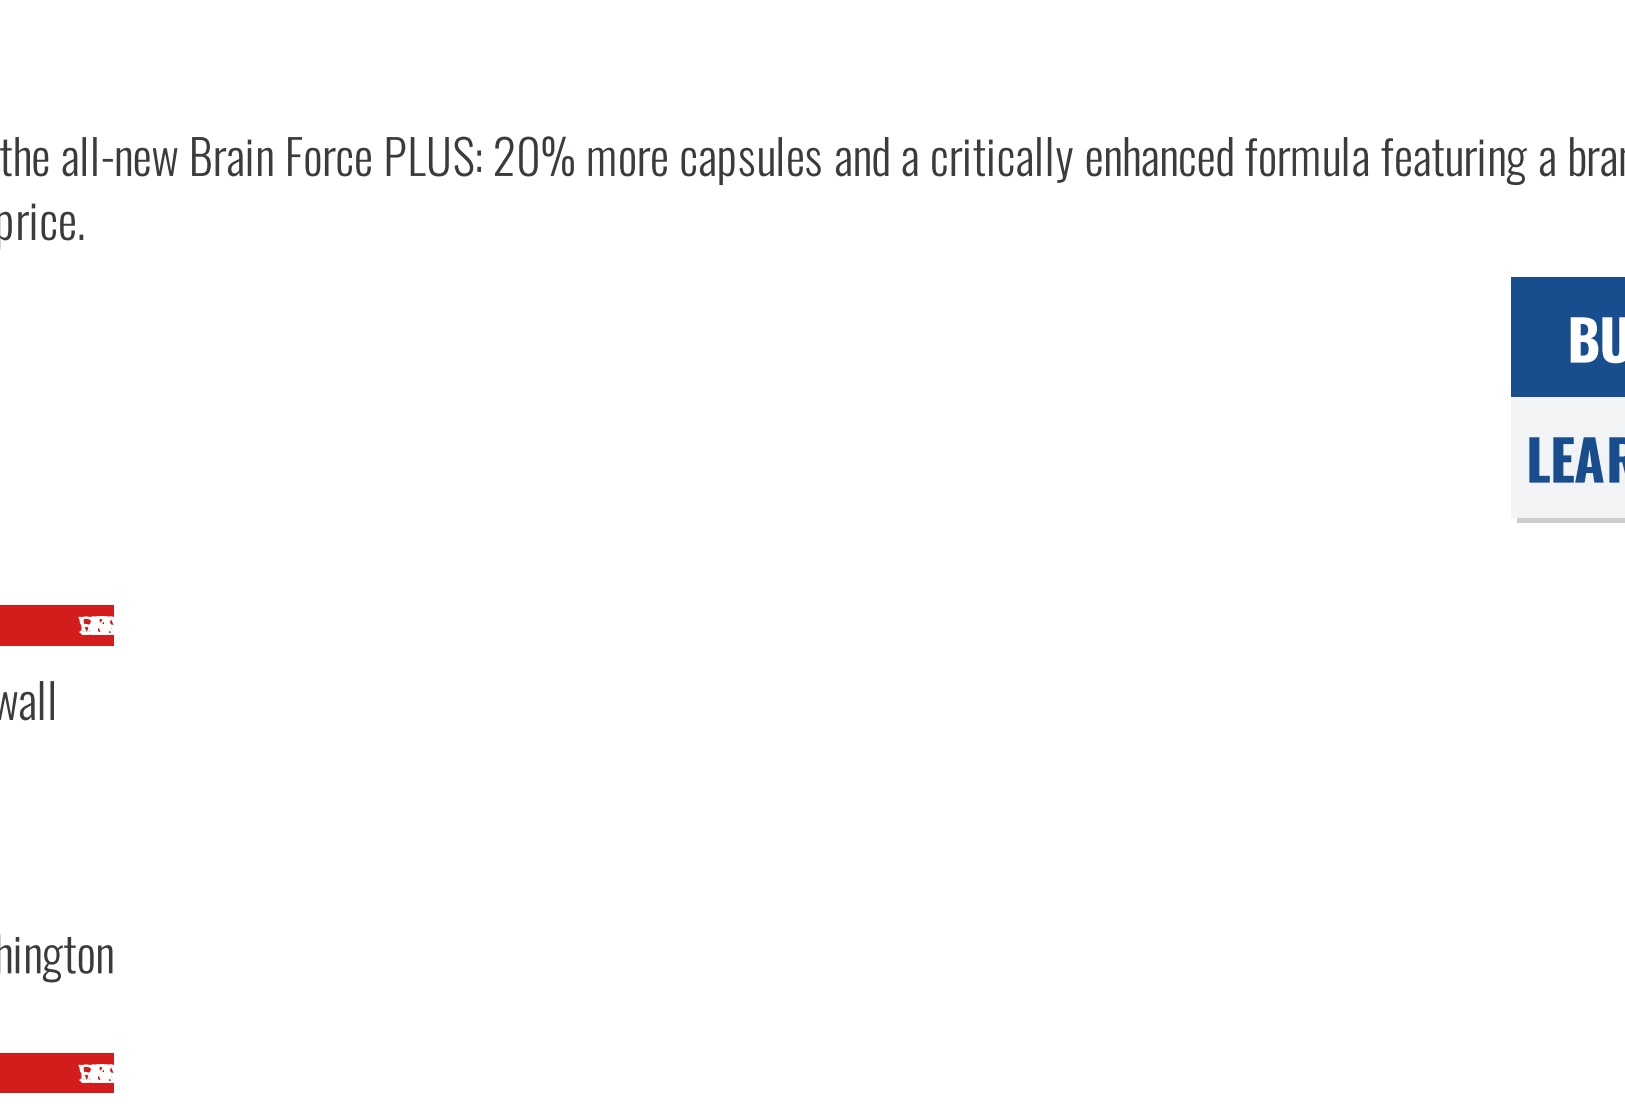 the all-new Brain Force PLUS: 20% more capsules and a critically enhanced formula featuring a bran
price.
BU
LEAR
wall
hington